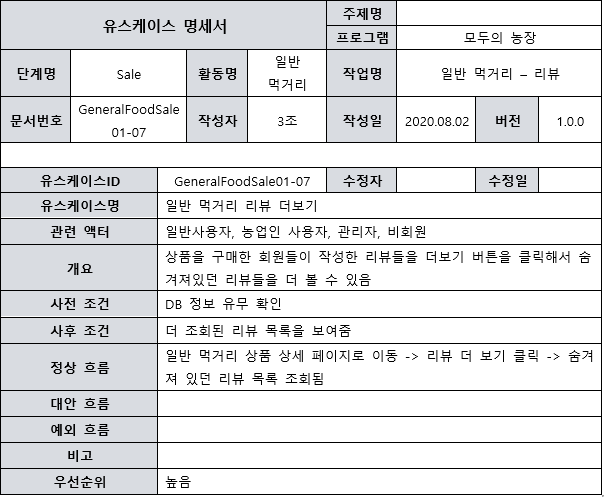 유스케이스 명세서
주제명
프로그램
모두의 농장
단계명
Sale
활동명
일반
먹거리
작업명
일반 먹거리 – 리뷰
문서번호
GeneralFoodSale
01-07
작성자
3조
작성일
2020.08.02
버전
1.0.0
유스케이스ID
GeneralFoodSale01-07
수정자
수정일
유스케이스명
일반 먹거리 리뷰 더보기
관련 액터
일반사용자, 농업인 사용자, 관리자, 비회원
개요
상품을 구매한 회원들이 작성한 리뷰들을 더보기 버튼을 클릭해서 숨
겨져있던 리뷰들을 더 볼 수 있음
사전 조건
DB 정보 유무 확인
사후 조건
더 조회된 리뷰 목록을 보여줌
정상 흐름
일반 먹거리 상품 상세 페이지로 이동 -> 리뷰 더 보기 클릭 -> 숨겨
져 있던 리뷰 목록 조회됨
대안 흐름
예외 흐름
비고
우선순위
높음